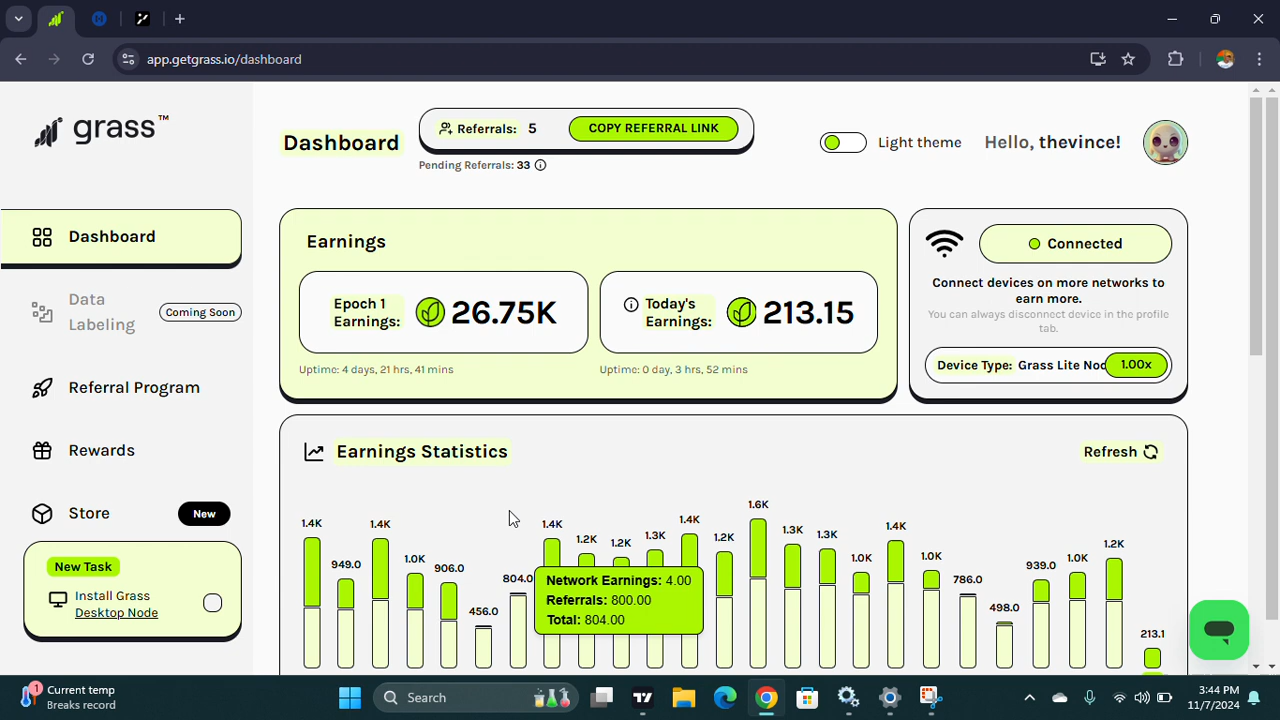 app.getgrass.io/dashboard
grass™
Dashboard
Referrals: 5
COPY REFERRAL LINK
Pending Referrals: 33
Light theme
Hello, thevince!
Dashboard
Data
Labeling
Coming Soon
Referral Program
Rewards
Store
New
New Task
Install Grass
Desktop Node
Earnings
Epoch 1
Earnings:
26.75K
Uptime: 4 days, 21 hrs, 41 mins
Today's
Earnings:
213.15
Uptime: 0 day, 3 hrs, 52 mins
Connected
Connect devices on more networks to
earn more.
You can always disconnect device in the profile
tab.
Device Type: Grass Lite Nod
1.00x
Earnings Statistics
Refresh
1.4K
949.0
1.4K
1.0K
906.0
456.0
804.0
1.4K
1.2K
1.2K
1.3K
1.4K
1.2K
1.6K
1.3K
1.3K
1.0K
1.4K
1.0K
786.0
498.0
939.0
1.0K
1.2K
213.1
Network Earnings: 4.00
Referrals: 800.00
Total: 804.00
1
Current temp
Breaks record
Search
3:44 PM
11/7/2024